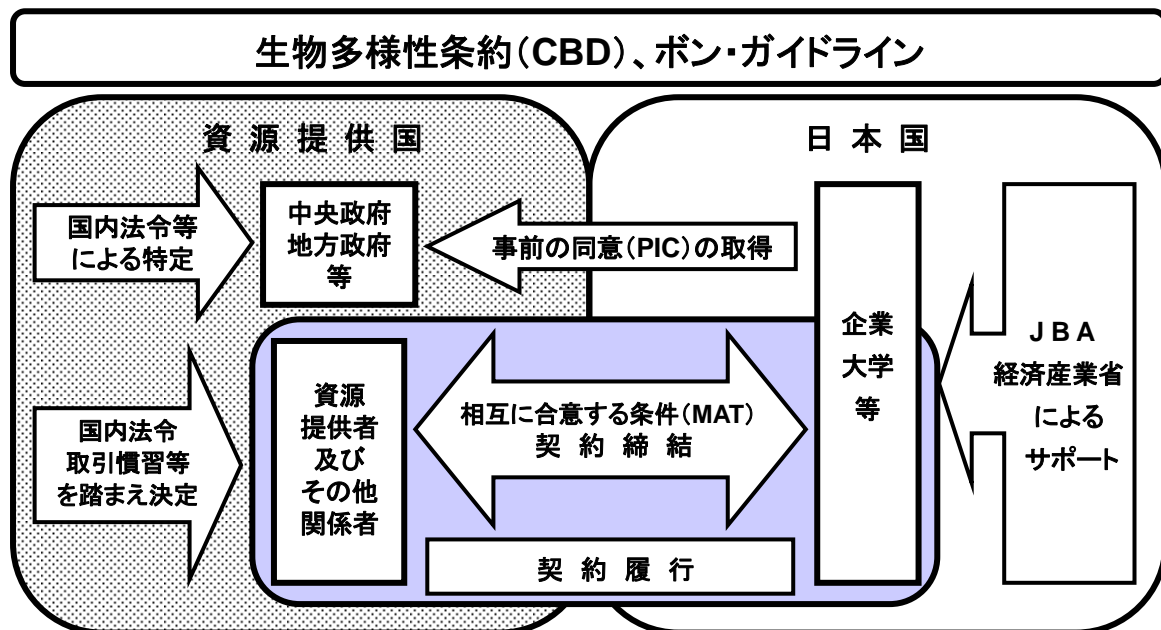 生物多様性条約(CBD)、ボン・ガイドライン
資源提供国
日本国
国内法令等
による特定
中央政府
地方政府
等
事前の同意(PIC)の取得
企業
大学
等
JBA
経済産業省
による
サポート
国内法令
取引慣習等
を踏まえ決定
資源
提供者
及び
その他
関係者
相互に合意する条件(MAT)
契約締結
契約履行